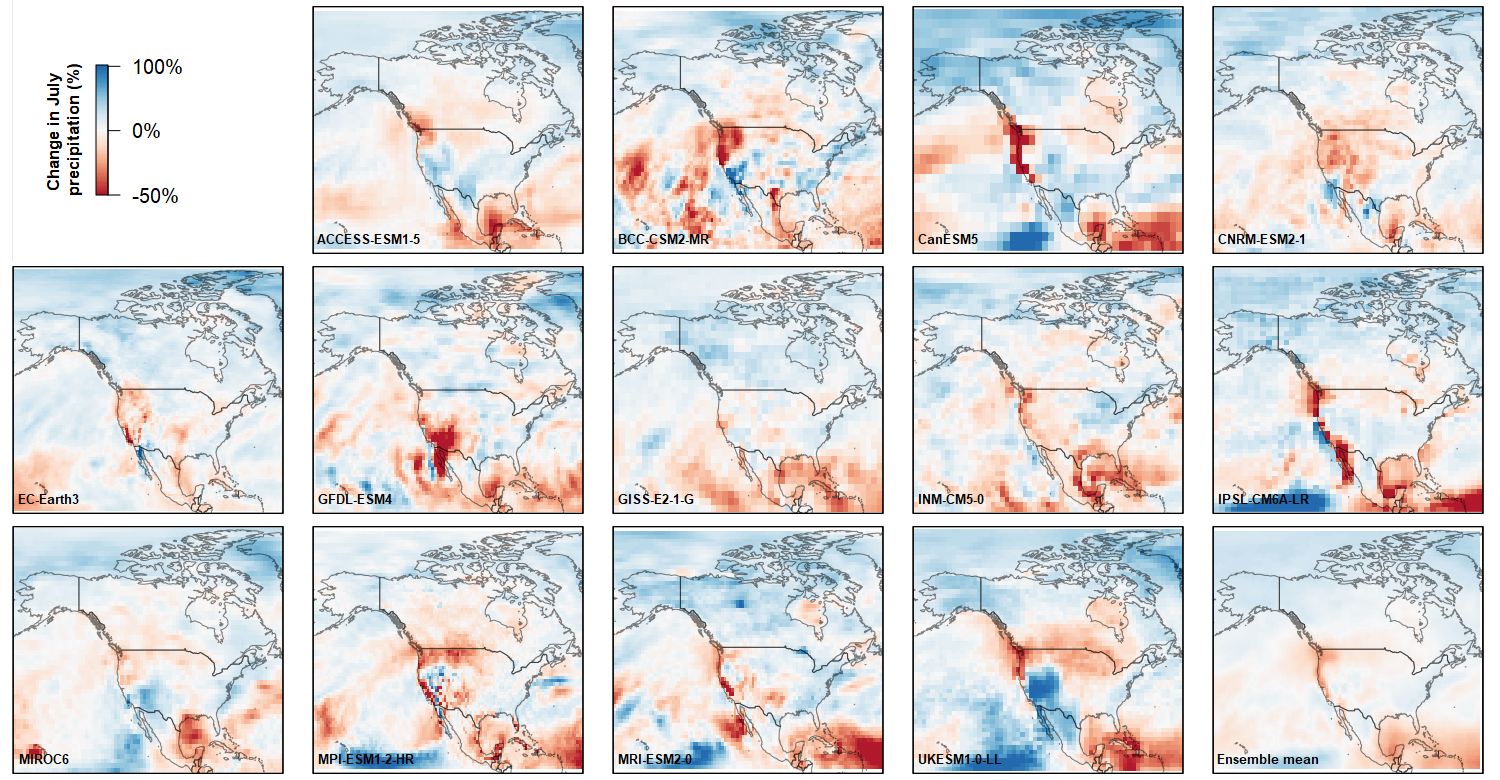 Change in July
precipitation (%)
100%
0%
-50%
ACCESS-ESM1-5
BCC-CSM2-MR
CanESM5
CNRM-ESM2-1
EC-Earth3
GFDL-ESM4
GISS-E2-1-G
INM-CM5-0
IPSL-CM6A-LR
MIROC6
MPI-ESM1-2-HR
MRI-ESM2-0
UKESM1-0-LL
Ensemble mean